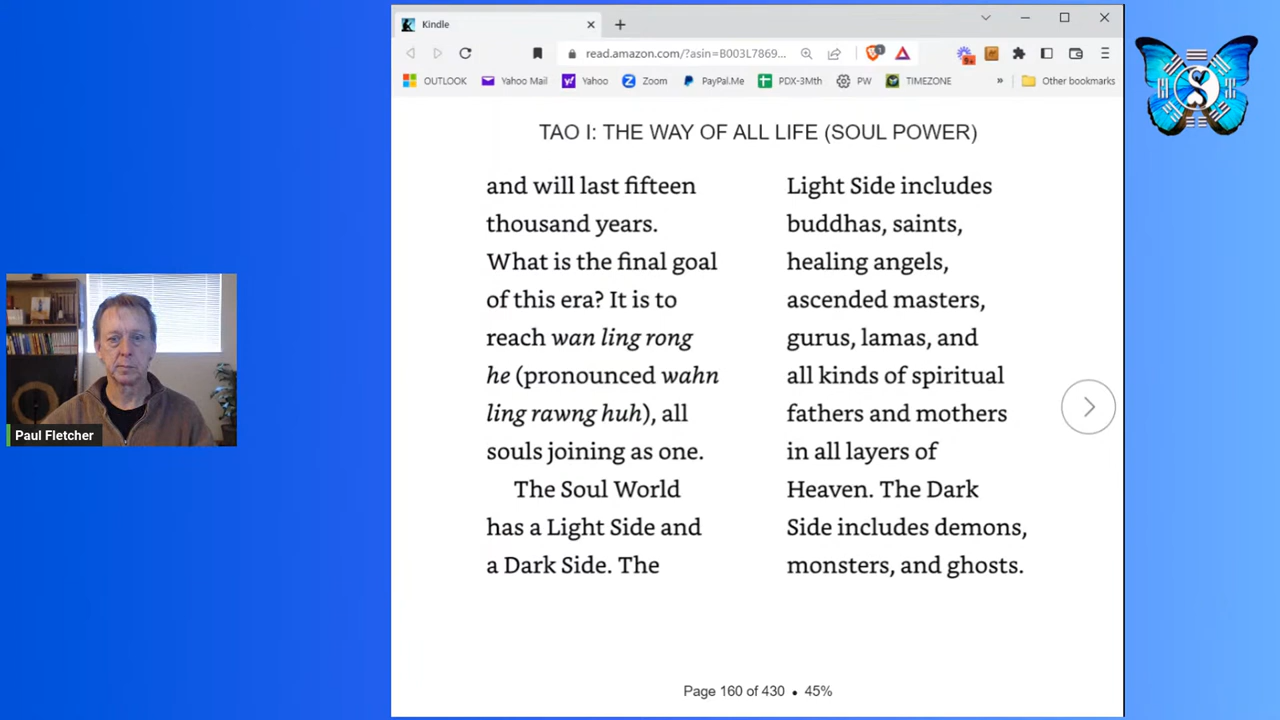 Kindle
read.amazon.com/?asin=B003L7869...
OUTLOOK Yahoo Mail Yahoo Zoom PayPal.Me PDX-3Mth PW TIMEZONE » Other bookmarks
TAO I: THE WAY OF ALL LIFE (SOUL POWER)
and will last fifteen
thousand years.
What is the final goal
of this era? It is to
reach wan ling rong
he (pronounced wahn
ling rawng huh), all
souls joining as one.
The Soul World
has a Light Side and
a Dark Side. The
Light Side includes
buddhas, saints,
healing angels,
ascended masters,
gurus, lamas, and
all kinds of spiritual
fathers and mothers
in all layers of
Heaven. The Dark
Side includes demons,
monsters, and ghosts.
Page 160 of 430 • 45%
Paul Fletcher